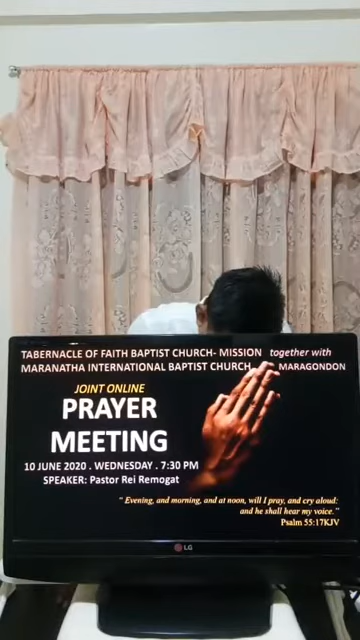 TABERNACLE OF FAITH BAPTIST CHURCH- MISSION together with
MARANATHA INTERNATIONAL BAPTIST CHURCH - MARAGONDON
JOINT ONLINE
PRAYER
MEETING
10 JUNE 2020 . WEDNESDAY . 7:30 PM
SPEAKER: Pastor Rei Remogat
“ Evening, and morning, and at noon, will I pray, and cry aloud:
and he shall hear my voice.”
Psalm 55:17KJV
LG